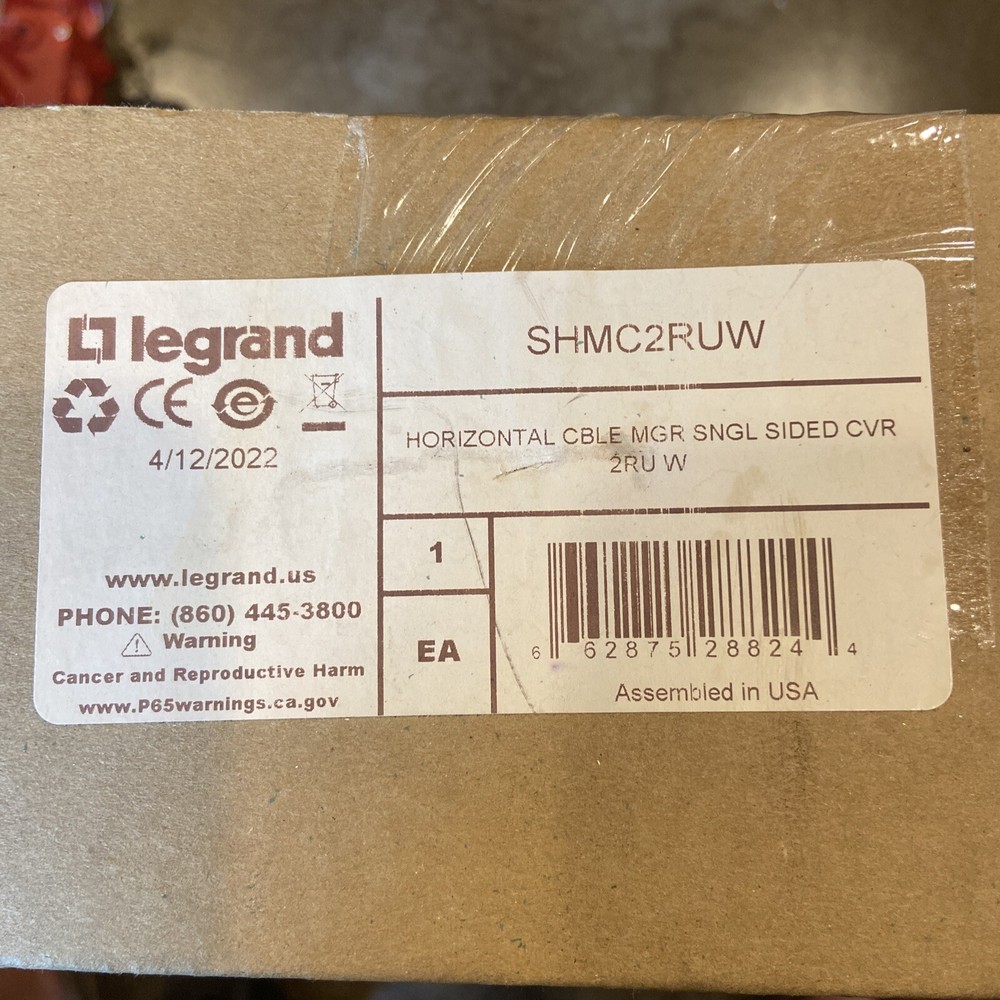 legrand
CE
e
4/12/2022
www.legrand.us
PHONE: (860) 445-3800
Warning
Cancer and Reproductive Harm
www.P65warnings.ca.gov
SHMC2RUW
HORIZONTAL CBLE MGR SNGL SIDED CVR
2RU W
1
EA
6 62875 28824 4
Assembled in USA